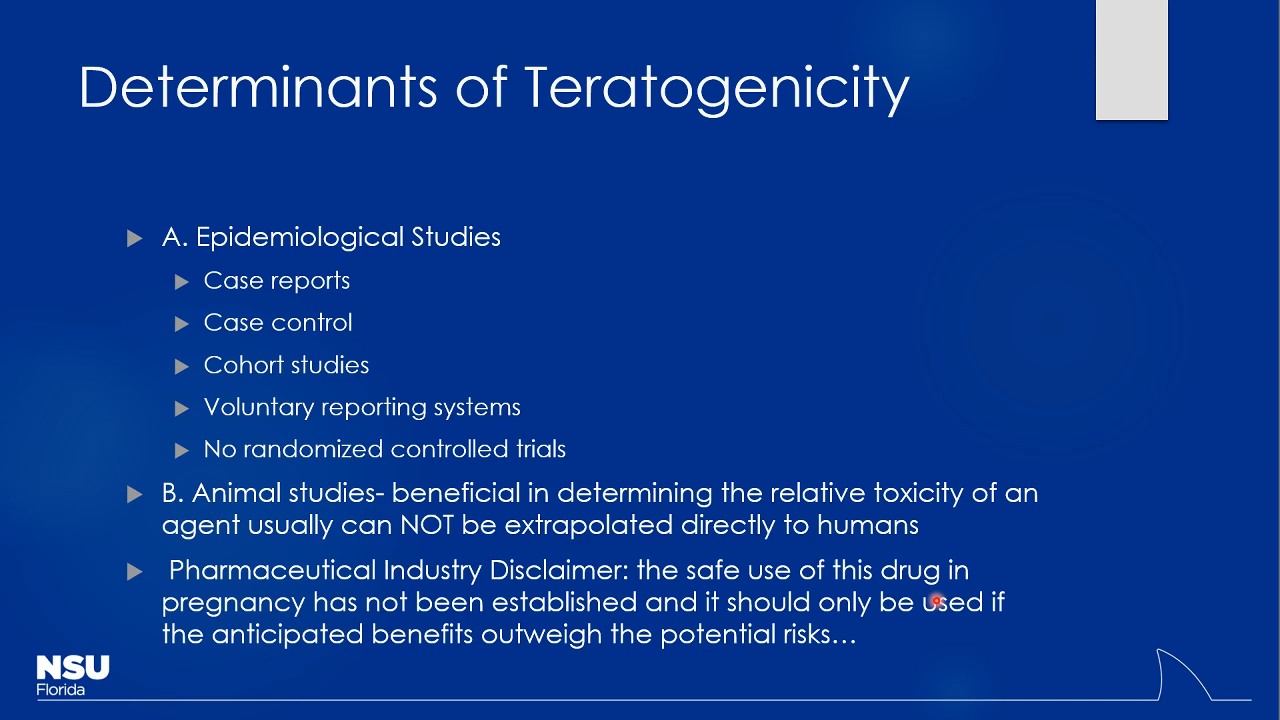 Determinants of Teratogenicity
A. Epidemiological Studies
Case reports
Case control
Cohort studies
Voluntary reporting systems
No randomized controlled trials
B. Animal studies- beneficial in determining the relative toxicity of an
agent usually can NOT be extrapolated directly to humans
Pharmaceutical Industry Disclaimer: the safe use of this drug in
pregnancy has not been established and it should only be used if
the anticipated benefits outweigh the potential risks…
NSU
Florida